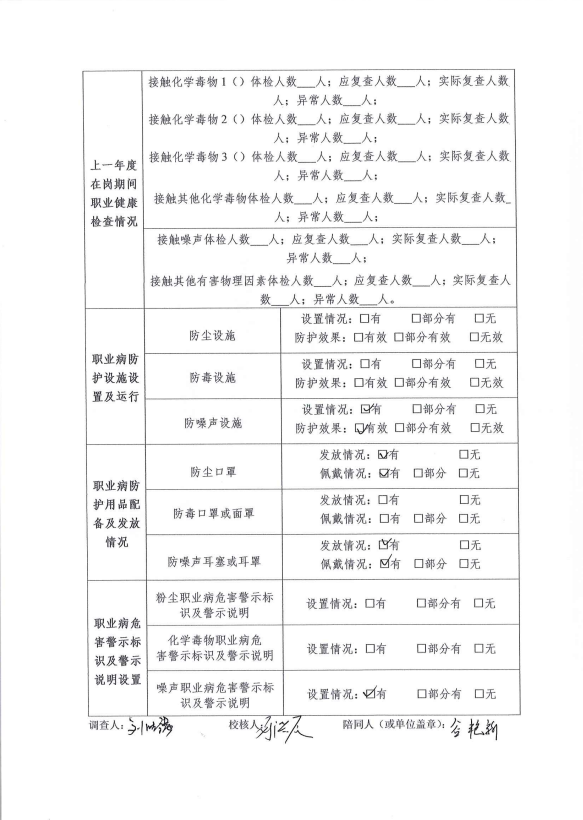 上一年度
在岗期间
职业健康
检查情况
接触化学毒物1（）体检人数___人；应复查人数___人；实际复查人数
人；异常人数___人；
接触化学毒物2（）体检人数___人；应复查人数___人；实际复查人数
人；异常人数___人；
接触化学毒物3（）体检人数___人；应复查人数___人；实际复查人数
人；异常人数___人；
接触其他化学毒物体检人数___人；应复查人数___人；实际复查人数_
人；异常人数___人；
接触噪声体检人数___人；应复查人数___人；实际复查人数___人；
异常人数___人；
接触其他有害物理因素体检人数___人；应复查人数___人；实际复查人
数___人；异常人数___人。
职业病防
护设施设
置及运行
防尘设施
设置情况：□有 □部分有 □无
防护效果：□有效 □部分有效 □无效
防毒设施
设置情况：□有 □部分有 □无
防护效果：□有效 □部分有效 □无效
防噪声设施
设置情况：☑有 □部分有 □无
防护效果：☑有效 □部分有效 □无效
职业病防
护用品配
备及发放
情况
防尘口罩
发放情况：☑有 □无
佩戴情况：☑有 □部分 □无
防毒口罩或面罩
发放情况：□有 □无
佩戴情况：□有 □部分 □无
防噪声耳塞或耳罩
发放情况：☑有 □无
佩戴情况：☑有 □部分 □无
职业病危
害警示标
识及警示
说明设置
粉尘职业病危害警示标
识及警示说明
设置情况：□有 □部分有 □无
化学毒物职业病危
害警示标识及警示说明
设置情况：□有 □部分有 □无
噪声职业病危害警示标
识及警示说明
设置情况：☑有 □部分有 □无
调查人： 校核人： 陪同人（或单位盖章）：